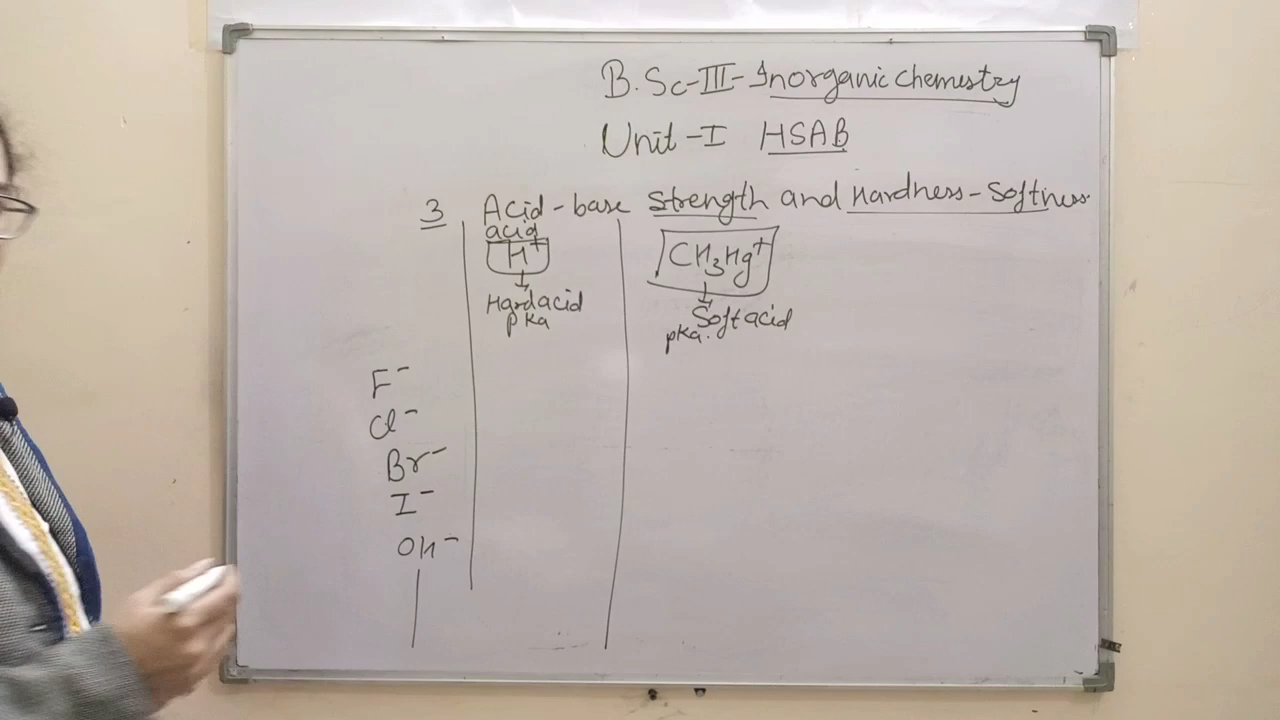 B.Sc-III-Inorganic Chemestry
Unit-I HSAB
3 Acid-base strength and Hardness-Softness.
acid
H⁺ CH₃Hg⁺
↓ ↓
Hard acid Soft acid
pKa pKa.
F⁻
Cl⁻
Br⁻
I⁻
OH⁻